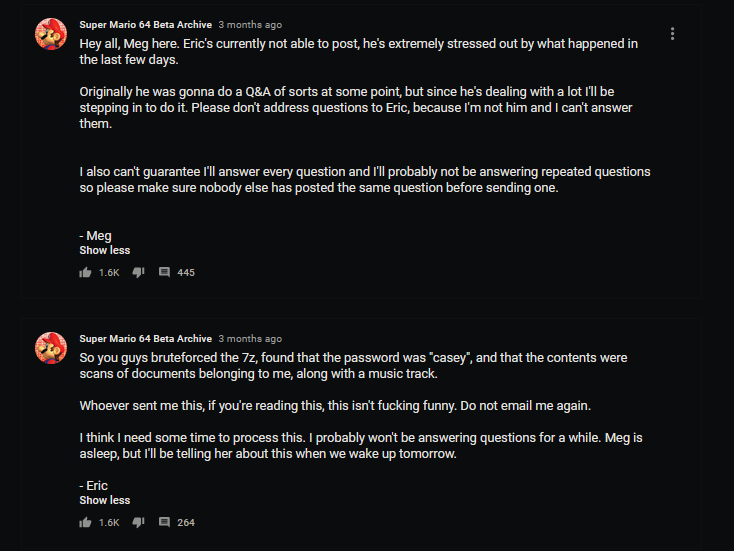 Super Mario 64 Beta Archive 3 months ago
Hey all, Meg here. Eric's currently not able to post, he's extremely stressed out by what happened in
the last few days.
Originally he was gonna do a Q&A of sorts at some point, but since he's dealing with a lot I'll be
stepping in to do it. Please don't address questions to Eric, because I'm not him and I can't answer
them.
I also can't guarantee I'll answer every question and I'll probably not be answering repeated questions
so please make sure nobody else has posted the same question before sending one.
- Meg
Show less
1.6K 445
Super Mario 64 Beta Archive 3 months ago
So you guys bruteforced the 7z, found that the password was "casey", and that the contents were
scans of documents belonging to me, along with a music track.
Whoever sent me this, if you're reading this, this isn't fucking funny. Do not email me again.
I think I need some time to process this. I probably won't be answering questions for a while. Meg is
asleep, but I'll be telling her about this when we wake up tomorrow.
- Eric
Show less
1.6K 264